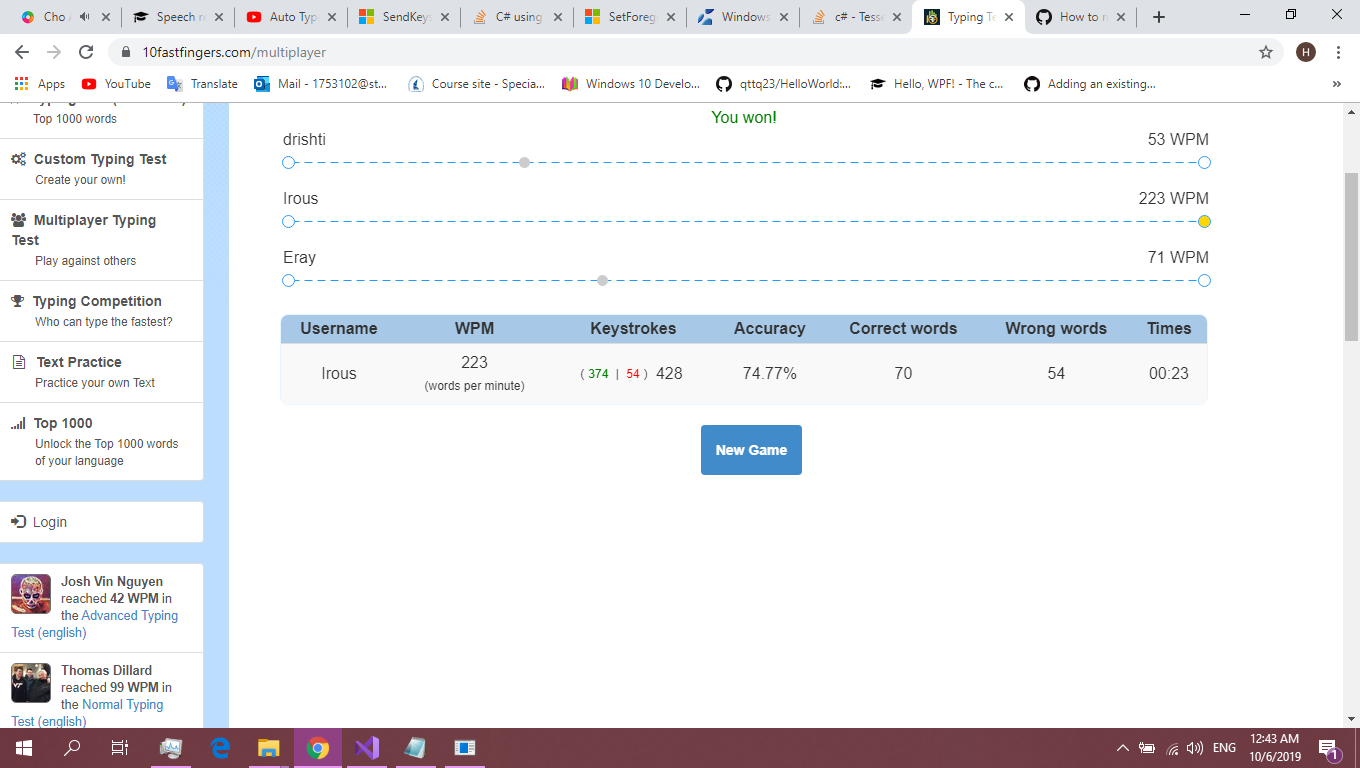 Cho A
Speech re
Auto Typ
SendKeys
C# using
SetForeg
Windows
c# - Tess
Typing Te
How to m
10fastfingers.com/multiplayer
H
Apps
YouTube
Translate
Mail - 1753102@st...
Course site - Specia...
Windows 10 Develo...
qttq23/HelloWorld:...
Hello, WPF! - The c...
Adding an existing...
»
Top 1000 words
Custom Typing Test
Create your own!
Multiplayer Typing
Test
Play against others
Typing Competition
Who can type the fastest?
Text Practice
Practice your own Text
Top 1000
Unlock the Top 1000 words
of your language
Login
Josh Vin Nguyen
reached 42 WPM in
the Advanced Typing
Test (english)
Thomas Dillard
reached 99 WPM in
the Normal Typing
Test (english)
You won!
drishti 53 WPM
Irous 223 WPM
Eray 71 WPM
Username WPM Keystrokes Accuracy Correct words Wrong words Times
Irous 223 (words per minute) ( 374 | 54 ) 428 74.77% 70 54 00:23
New Game
ENG
12:43 AM
10/6/2019
1